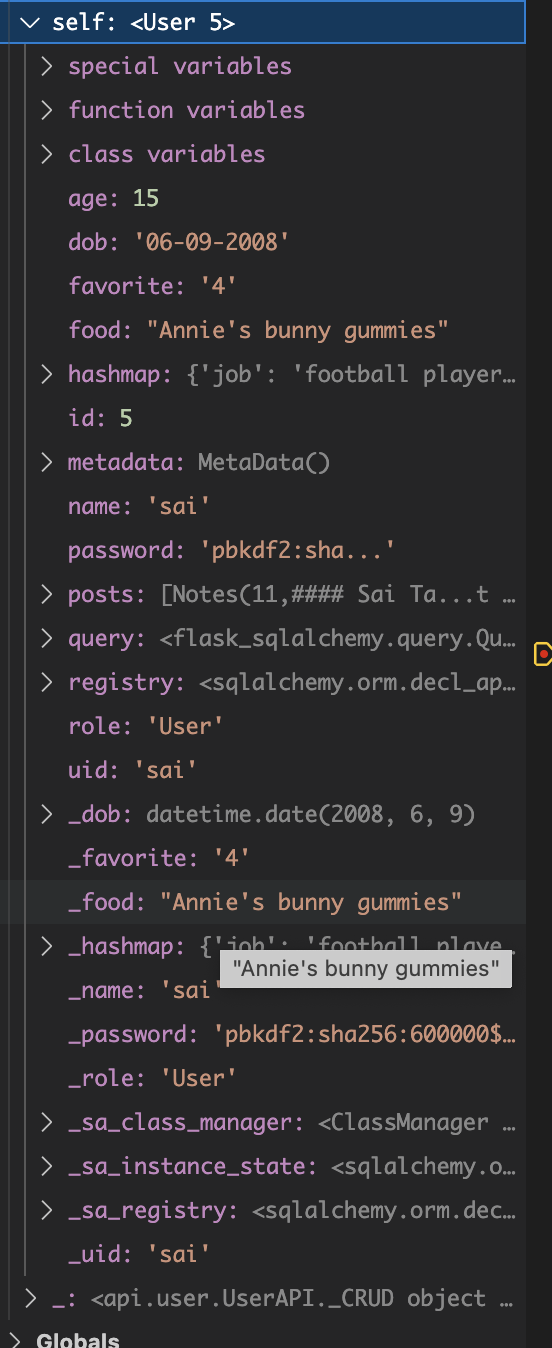 self: <User 5>
special variables
function variables
class variables
age: 15
dob: '06-09-2008'
favorite: '4'
food: "Annie's bunny gummies"
hashmap: {'job': 'football player…
id: 5
metadata: MetaData()
name: 'sai'
password: 'pbkdf2:sha...'
posts: [Notes(11,#### Sai Ta...t …
query: <flask_sqlalchemy.query.Qu…
registry: <sqlalchemy.orm.decl_ap…
role: 'User'
uid: 'sai'
_dob: datetime.date(2008, 6, 9)
_favorite: '4'
_food: "Annie's bunny gummies"
_hashmap: {'job': 'football playe…
"Annie's bunny gummies"
_name: 'sai'
_password: 'pbkdf2:sha256:600000$…
_role: 'User'
_sa_class_manager: <ClassManager …
_sa_instance_state: <sqlalchemy.o…
_sa_registry: <sqlalchemy.orm.dec…
_uid: 'sai'
_: <api.user.UserAPI._CRUD object …
Globals